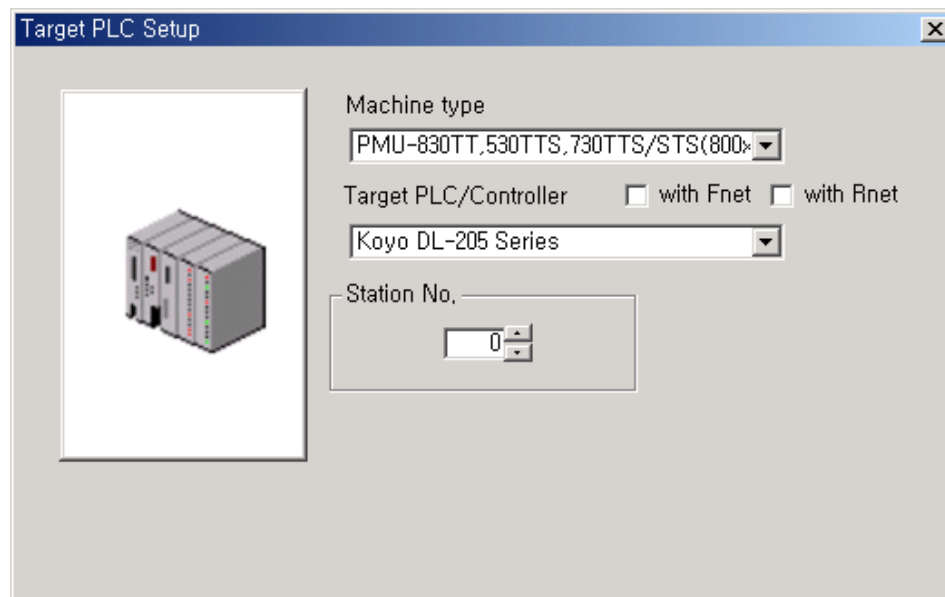 Target PLC Setup
Machine type
PMU-830TT,530TTS,730TTS/STS(800x
Target PLC/Controller with Fnet with Rnet
Koyo DL-205 Series
Station No,
0